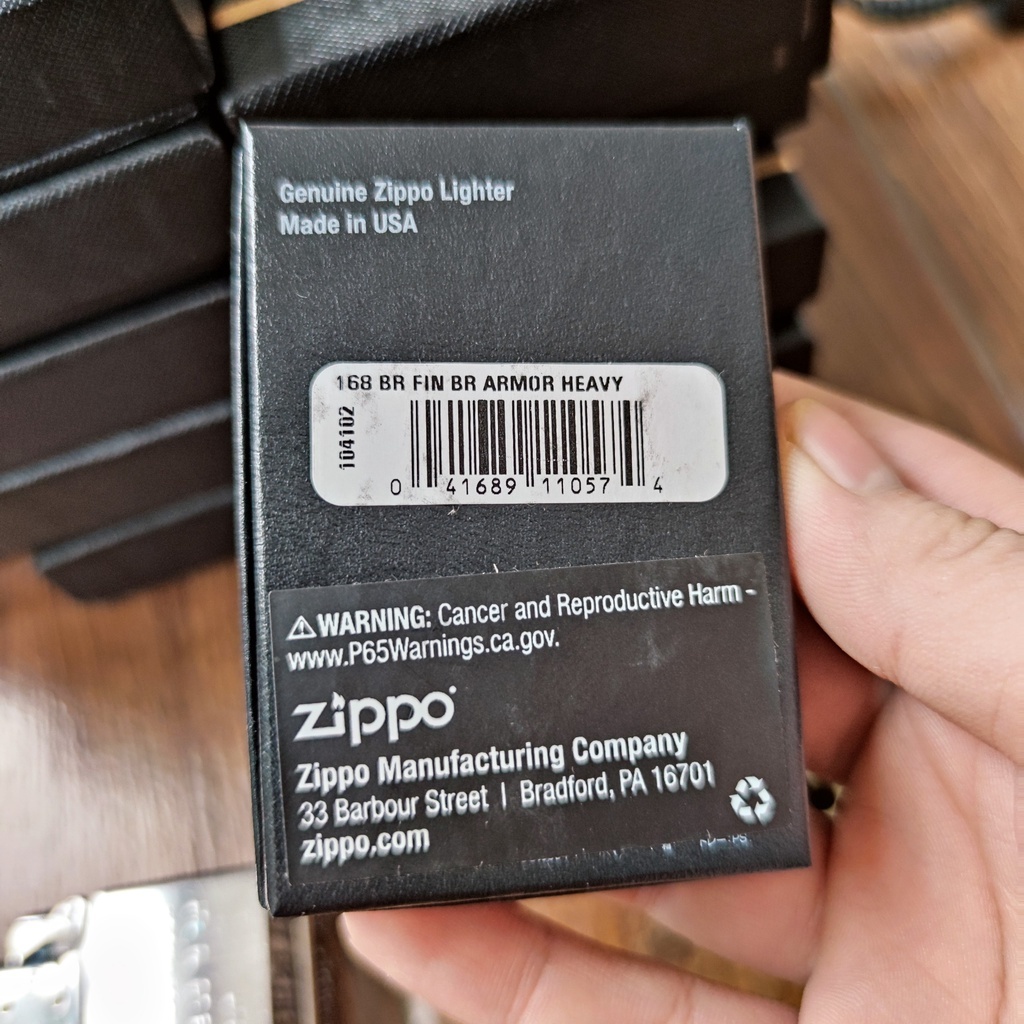 Genuine Zippo Lighter
Made in USA
168 BR FIN BR ARMOR HEAVY
104102
0 41689 11057 4
⚠WARNING: Cancer and Reproductive Harm -
www.P65Warnings.ca.gov.
zippo
Zippo Manufacturing Company
33 Barbour Street | Bradford, PA 16701
zippo.com